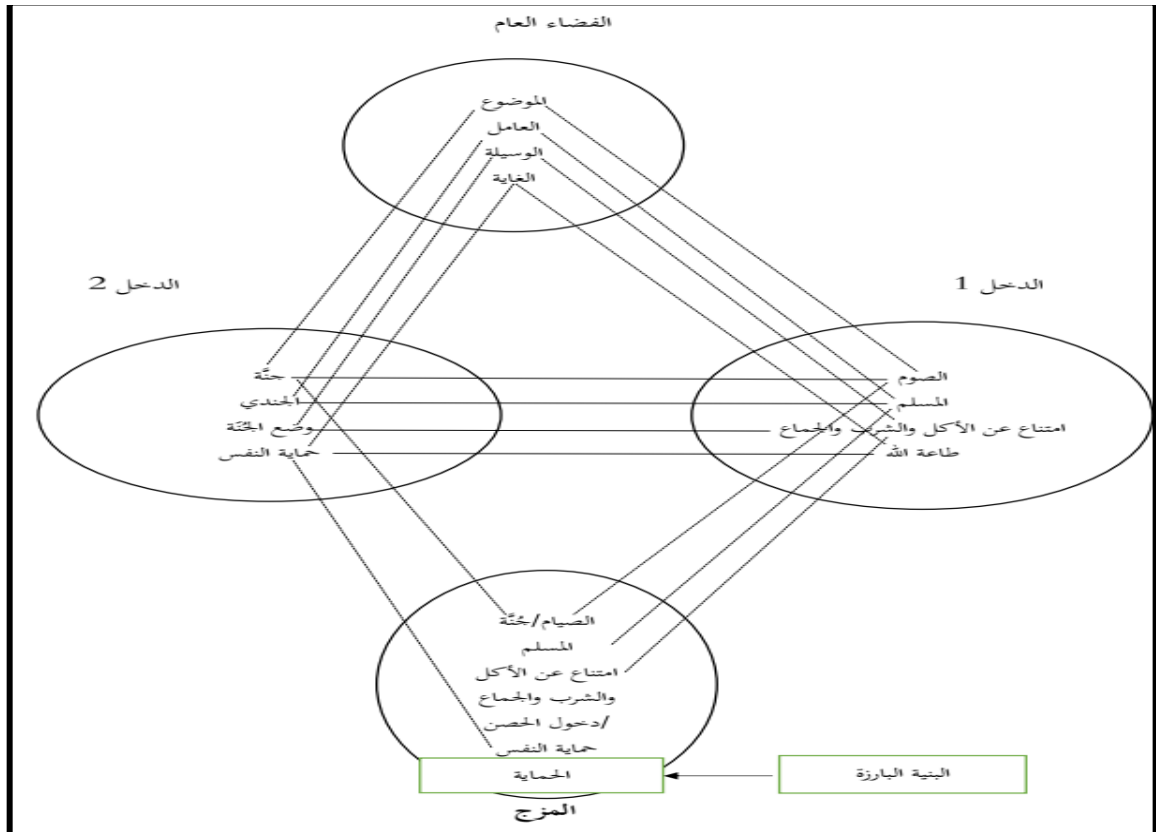 الفضاء العام
الموضوع
العامل
الوسيلة
الغاية
الدخل 1
الدخل 2
الصوم
المسلم
امتناع عن الأكل والشرب والجماع
طاعة الله
جنَّة
الجندي
وضع الجُنَّة
حماية النفس
الصيام/جُنَّة
المسلم
امتناع عن الأكل
والشرب والجماع
/دخول الحصن
حماية النفس
البنية البارزة
الحماية
المزج